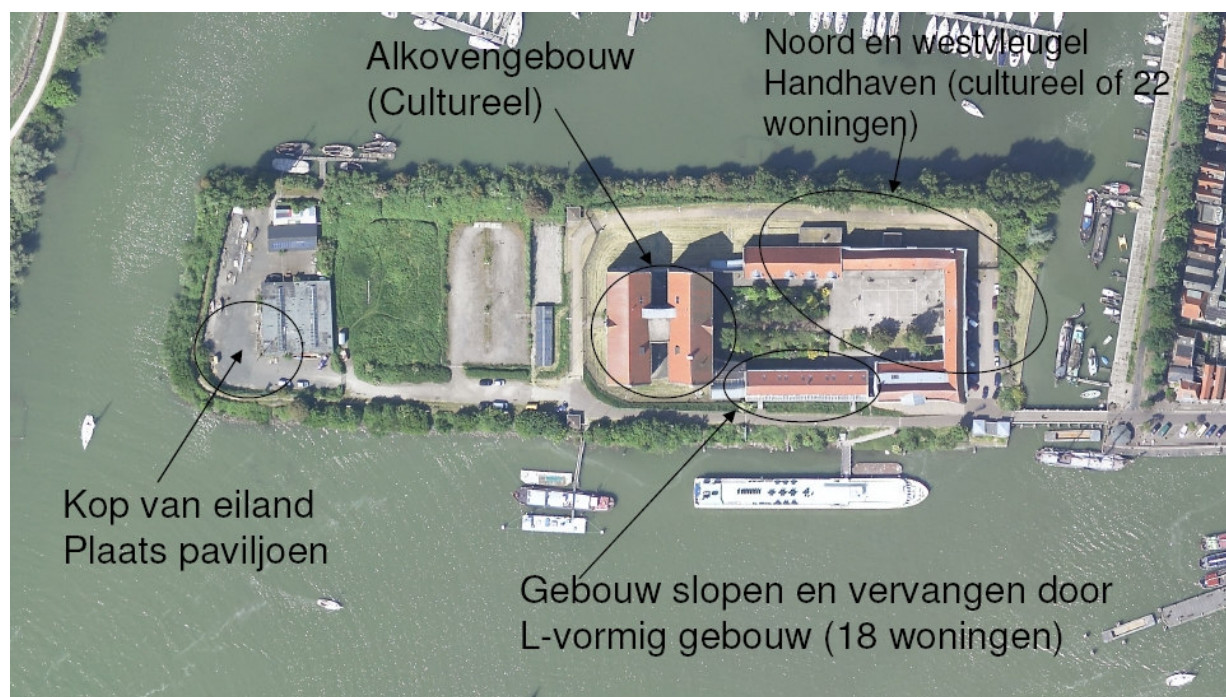 Alkovengebouw
(Cultureel)
Noord en westvleugel
Handhaven (cultureel of 22
woningen)
Kop van eiland
Plaats paviljoen
Gebouw slopen en vervangen door
L-vormig gebouw (18 woningen)